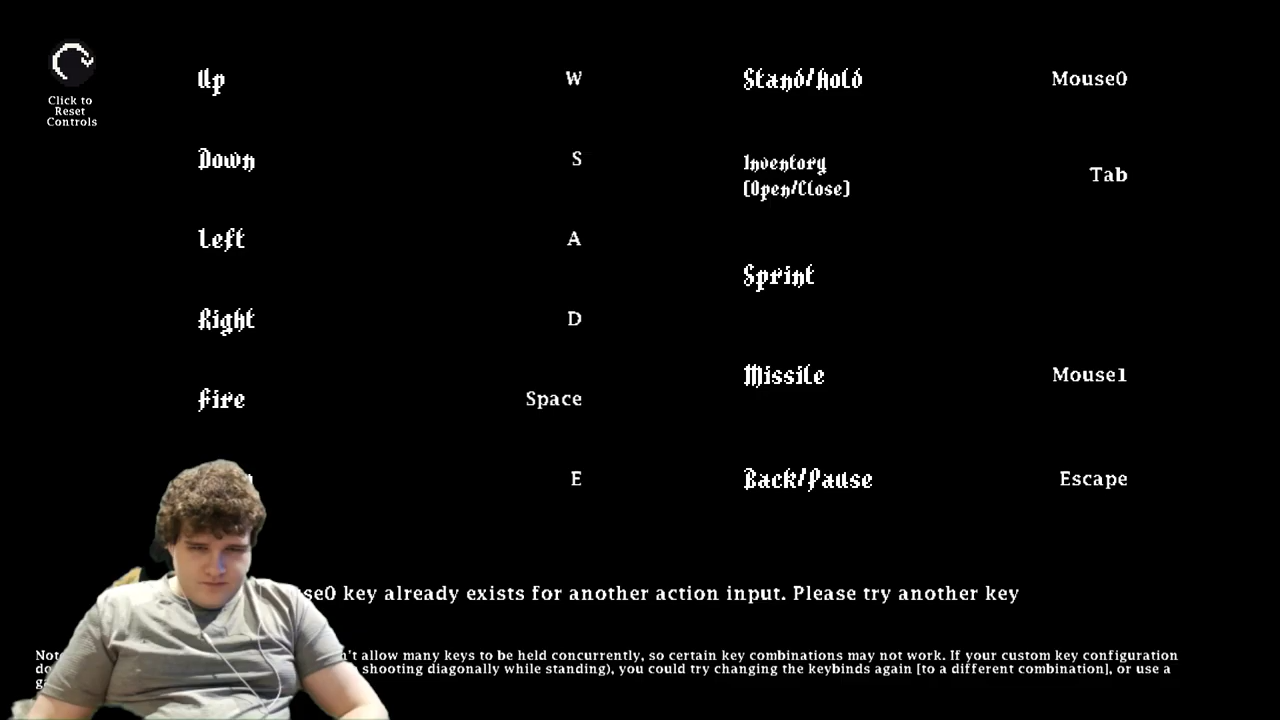 Click to
Reset
Controls
Up W
Down S
Left A
Right D
Fire Space
E
Stand/Hold Mouse0
Inventory
(Open/Close) Tab
Sprint
Missile Mouse1
Back/Pause Escape
key already exists for another action input. Please try another key
allow many keys to be held concurrently, so certain key combinations may not work. If your custom key configuration
shooting diagonally while standing), you could try changing the keybinds again [to a different combination], or use a